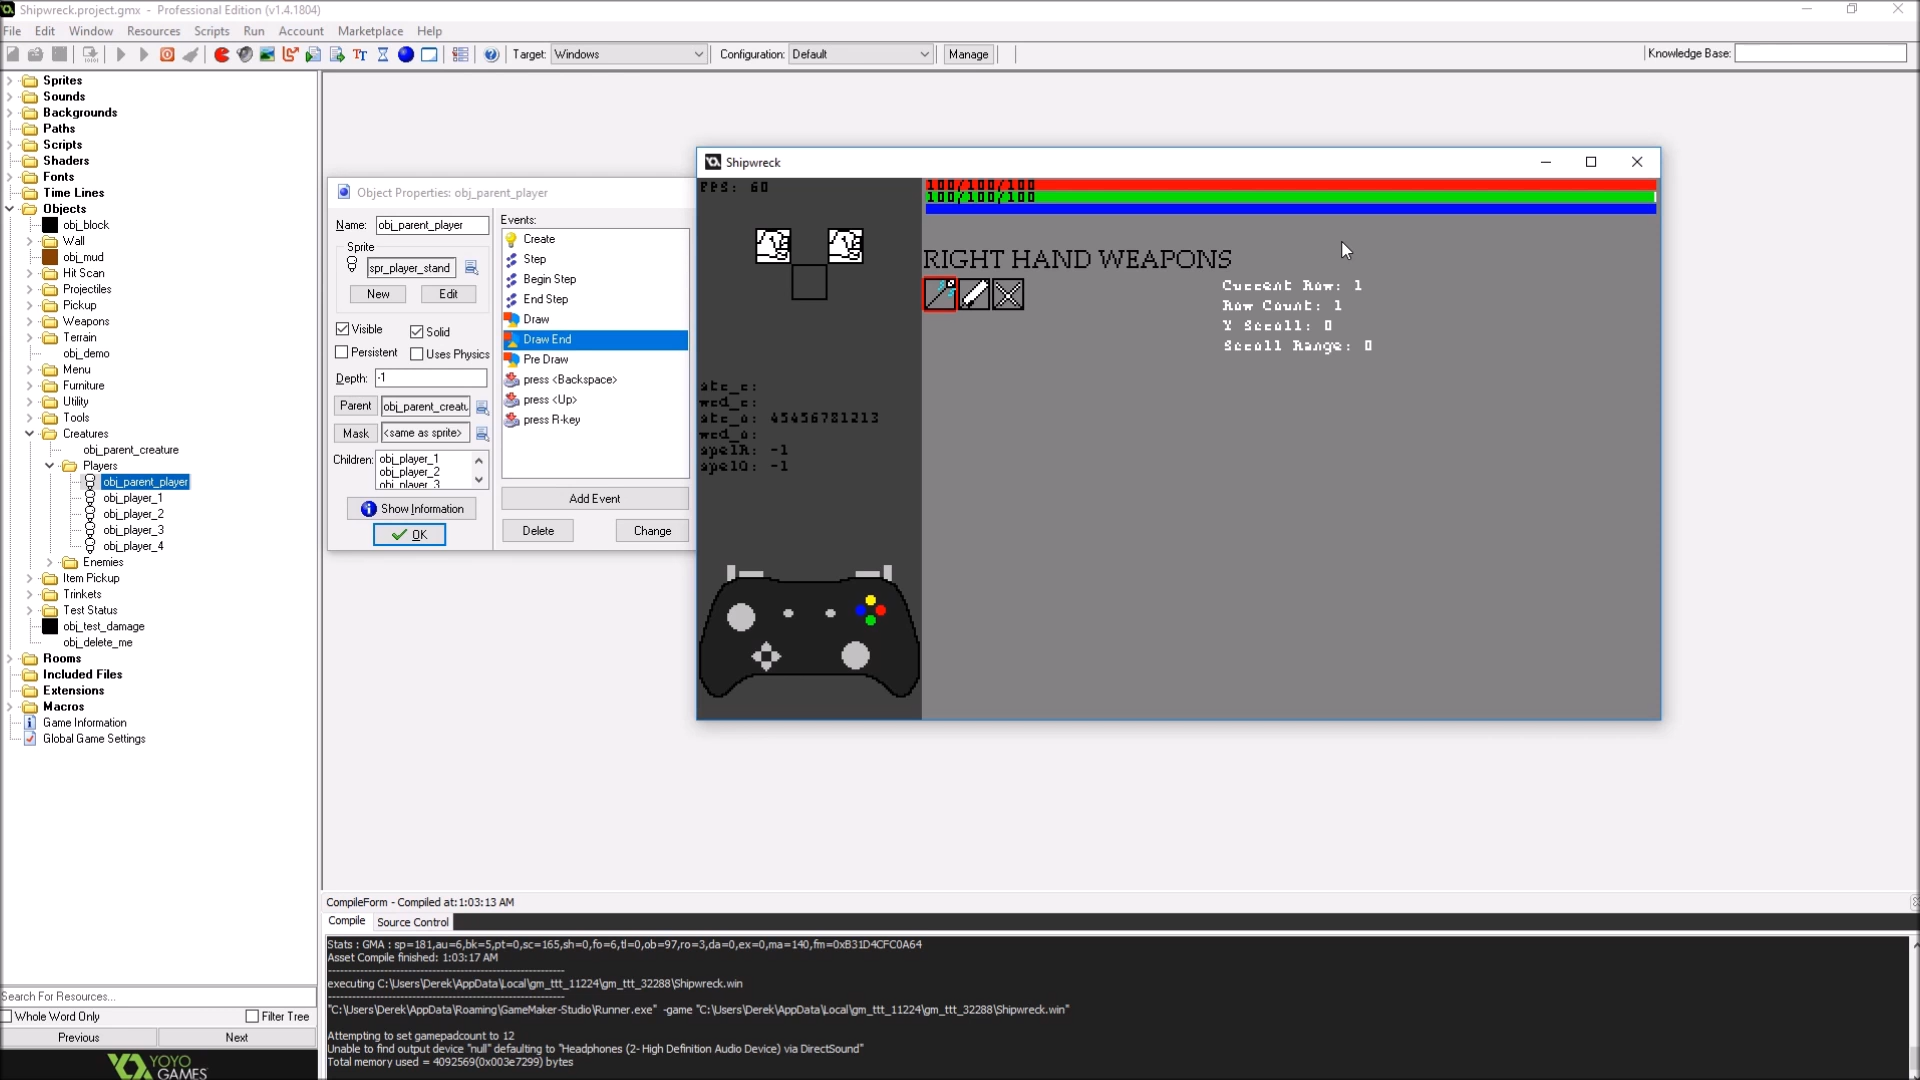 Shipwreck.project.gmx - Professional Edition (v1.4.1804)
File Edit Window Resources Scripts Run Account Marketplace Help
Target: Windows Configuration: Default Manage Knowledge Base:
Sprites
Sounds
Backgrounds
Paths
Scripts
Shaders
Fonts
Time Lines
Objects
obj_block
Wall
obj_mud
Hit Scan
Projectiles
Pickup
Weapons
Terrain
obj_demo
Menu
Furniture
Utility
Tools
Creatures
obj_parent_creature
Players
obj_parent_player
obj_player_1
obj_player_2
obj_player_3
obj_player_4
Enemies
Item Pickup
Trinkets
Test Status
obj_test_damage
obj_delete_me
Rooms
Included Files
Extensions
Macros
Game Information
Global Game Settings
Search For Resources...
Whole Word Only Filter Tree
Previous Next
YOYO
GAMES
Object Properties: obj_parent_player
Name: obj_parent_player
Sprite
spr_player_stand
New Edit
Visible Solid
Persistent Uses Physics
Depth: -1
Parent obj_parent_creatu
Mask <same as sprite>
Children: obj_player_1
obj_player_2
obj_player_3
Show Information
OK
Events:
Create
Step
Begin Step
End Step
Draw
Draw End
Pre Draw
press <Backspace>
press <Up>
press R-key
Add Event
Delete Change
Shipwreck
FPS: 60
100/100/100
100/100/100
RIGHT HAND WEAPONS
Current Row: 1
Row Count: 1
Y Scroll: 0
Scroll Range: 0
45456781213
-1
-1
CompileForm - Compiled at:1:03:13 AM
Compile Source Control
Stats : GMA : sp=181,au=6,bk=5,pt=0,sc=165,sh=0,fo=6,tl=0,ob=97,ro=3,da=0,ex=0,ma=140,fm=0xB31D4CFC0A64
Asset Compile finished: 1:03:17 AM
executing C:\Users\Derek\AppData\Local\gm_ttt_11224\gm_ttt_32288\Shipwreck.win
"C:\Users\Derek\AppData\Roaming\GameMaker-Studio\Runner.exe" -game "C:\Users\Derek\AppData\Local\gm_ttt_11224\gm_ttt_32288\Shipwreck.win"
Attempting to set gamepadcount to 12
Unable to find output device "null" defaulting to "Headphones (2- High Definition Audio Device) via DirectSound"
Total memory used = 4092569(0x003e7299) bytes